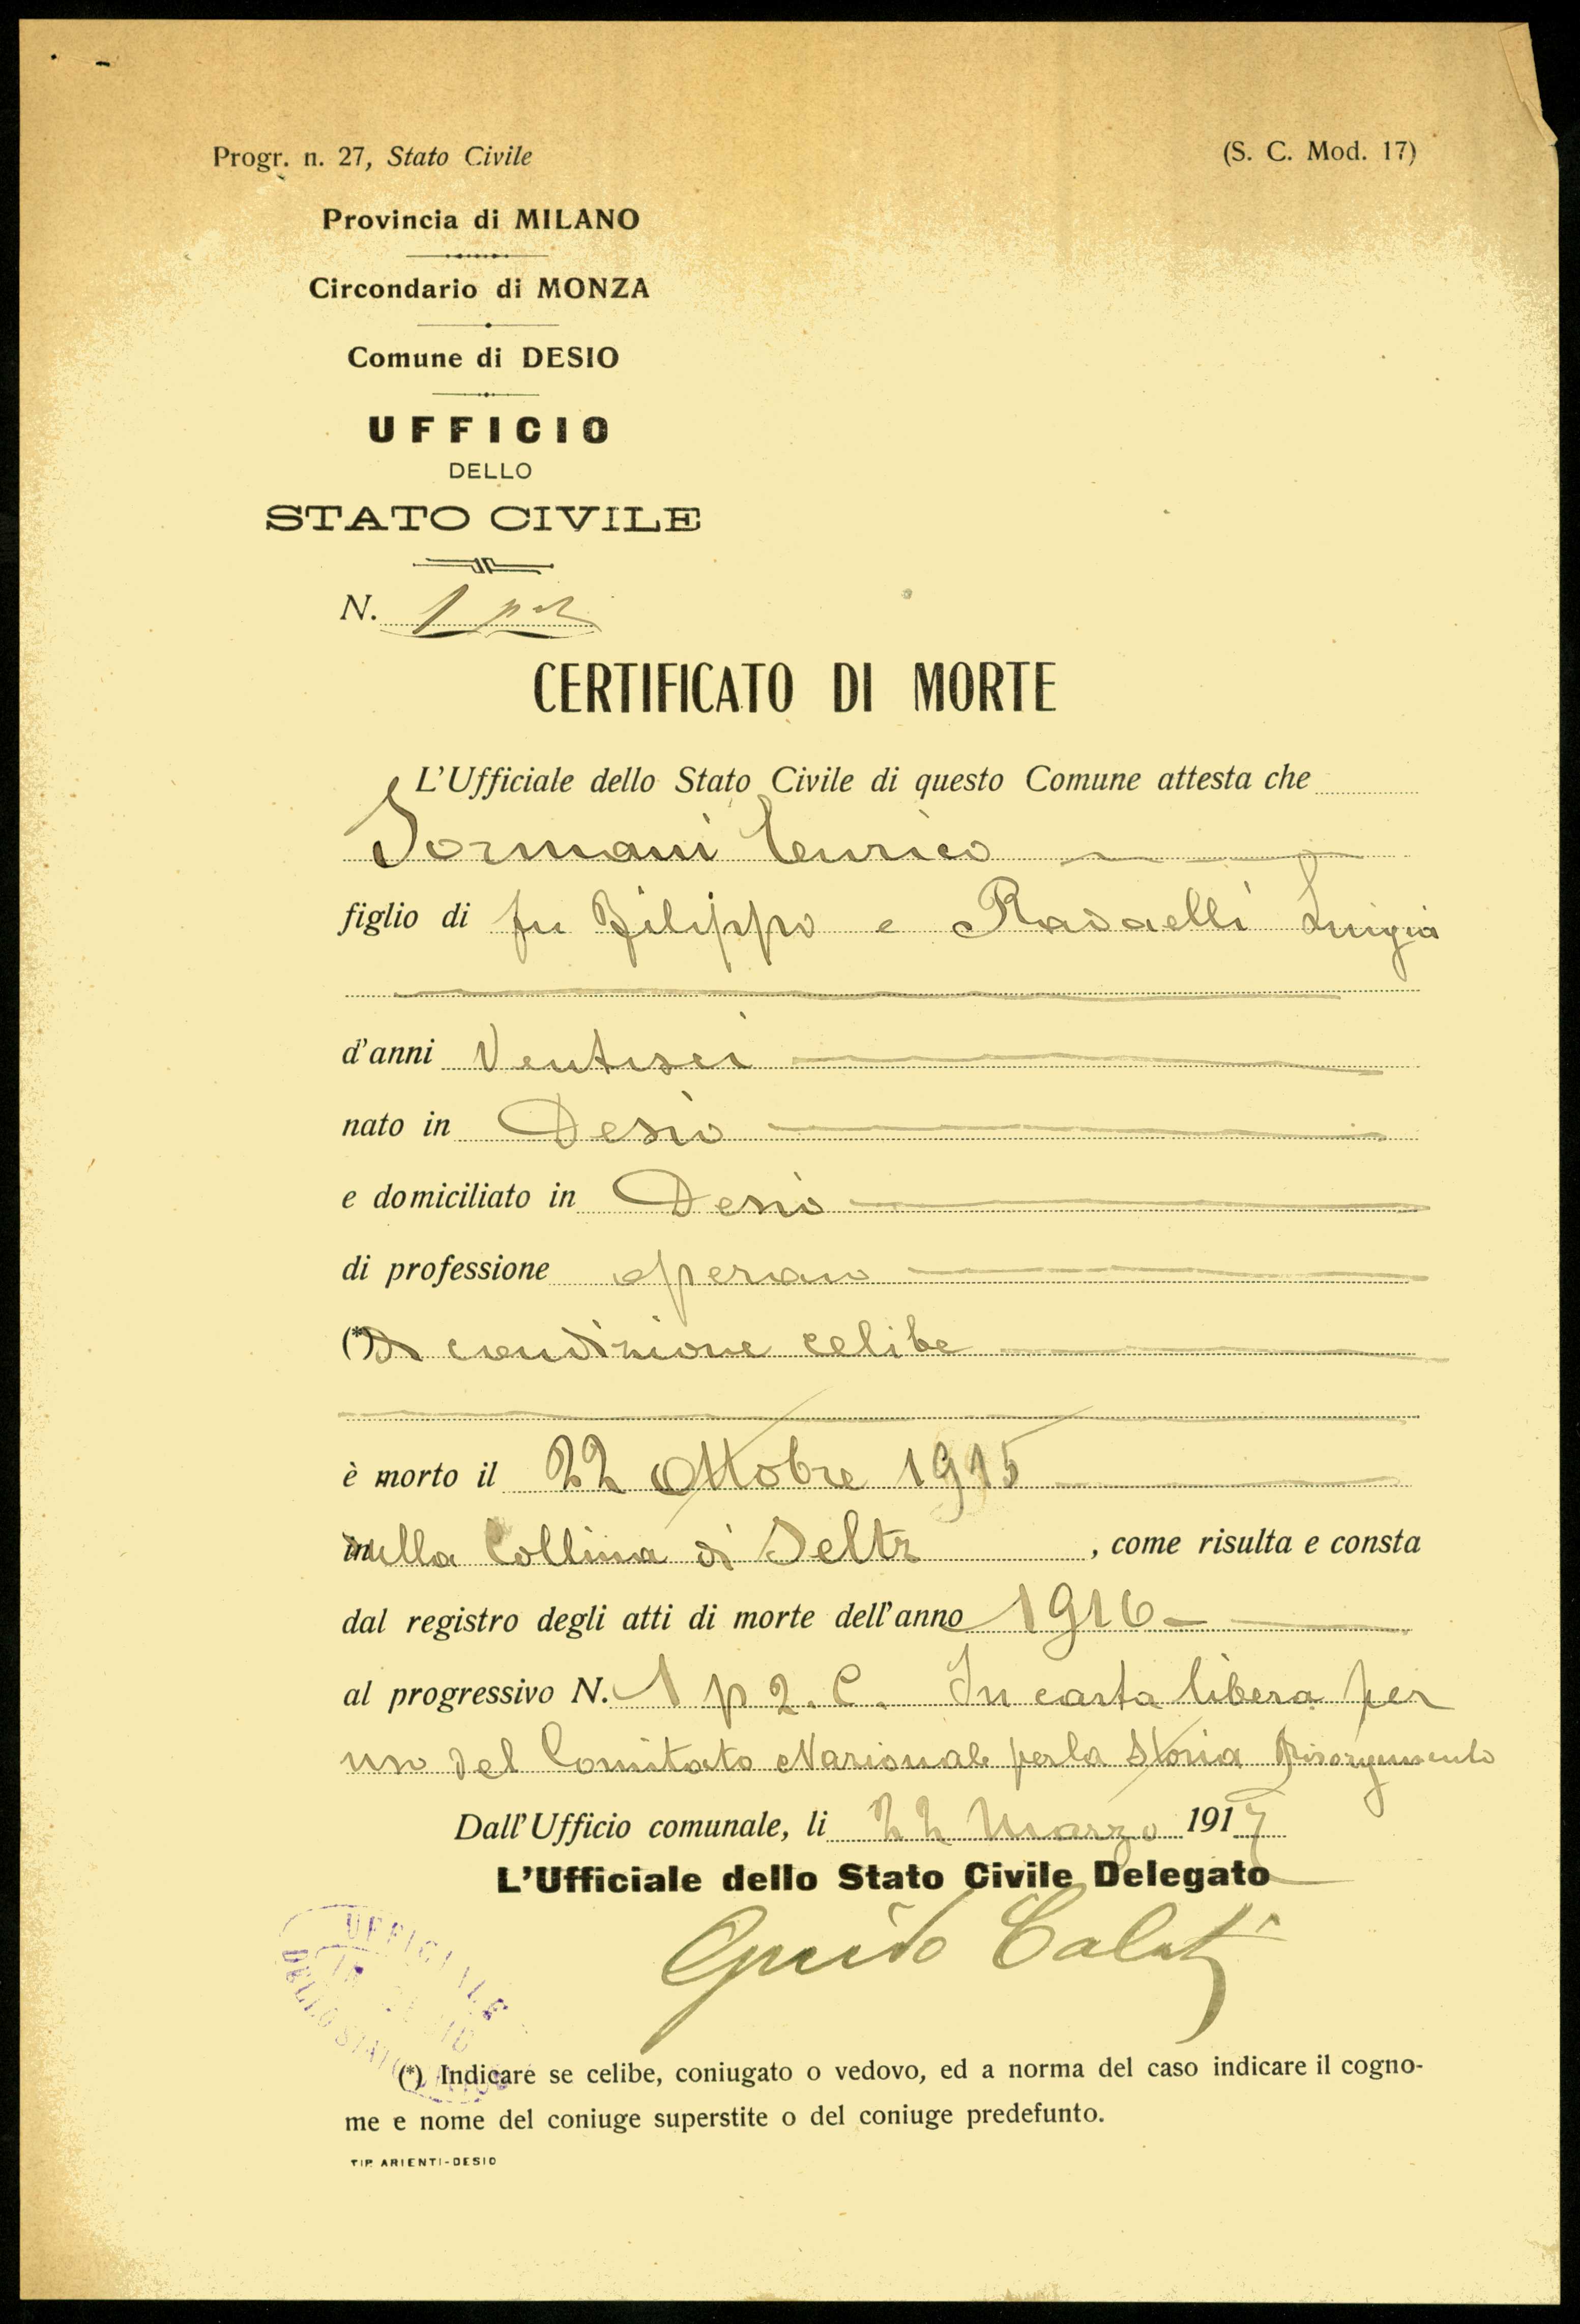 Progr. n. 27, Stato Civile
(S. C. Mod. 17)
Provincia di MILANO
Circondario di MONZA
Comune di DESIO
UFFICIO
DELLO
STATO CIVILE
N. 1 p 2
CERTIFICATO DI MORTE
L'Ufficiale dello Stato Civile di questo Comune attesta che
Sormani Enrico
figlio di fu Filippo e Ravaelli Luigia
d'anni Ventisei
nato in Desio
e domiciliato in Desio
di professione operaio
(*) Di condizione celibe
è morto il 22 Ottobre 1915
sulla Collina di Seltz, come risulta e consta
dal registro degli atti di morte dell'anno 1916
al progressivo N. 1 p 2. C. In carta libera per
uso del Comitato Nazionale per la Storia Risorgimento
Dall'Ufficio comunale, li 22 Marzo 1917
L'Ufficiale dello Stato Civile Delegato
Guido
UFFICIALE
DELLO STATO
(*) Indicare se celibe, coniugato o vedovo, ed a norma del caso indicare il cogno-
me e nome del coniuge superstite o del coniuge predefunto.
TIP. ARIENTI-DESIO